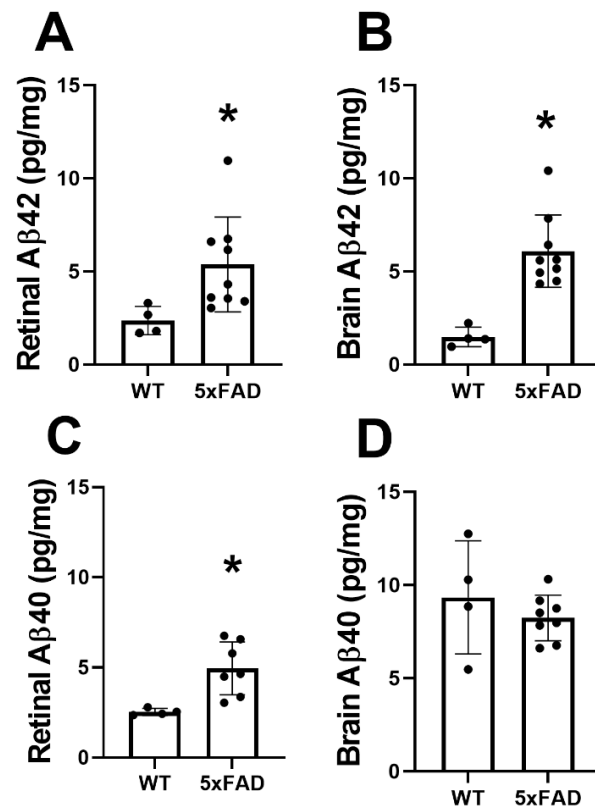 A
Retinal Aβ42 (pg/mg)
15
10
5
0
*
WT 5xFAD
B
Brain Aβ42 (pg/mg)
15
10
5
0
*
WT 5xFAD
C
Retinal Aβ40 (pg/mg)
15
10
5
0
*
WT 5xFAD
D
Brain Aβ40 (pg/mg)
15
10
5
0
WT 5xFAD